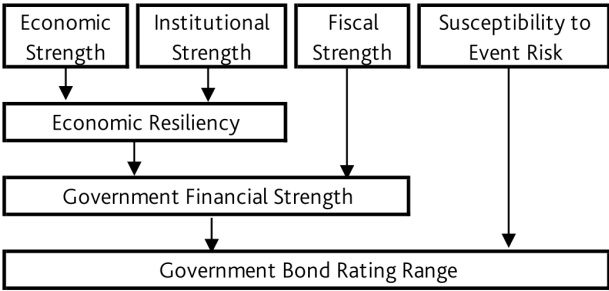 Economic
Strength
Institutional
Strength
Fiscal
Strength
Susceptibility to
Event Risk
Economic Resiliency
Government Financial Strength
Government Bond Rating Range